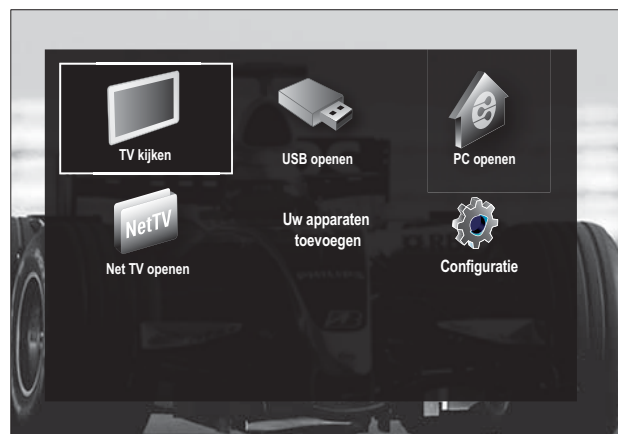 TV kijken
USB openen
PC openen
NetTV
Net TV openen
Uw apparaten
toevoegen
Configuratie